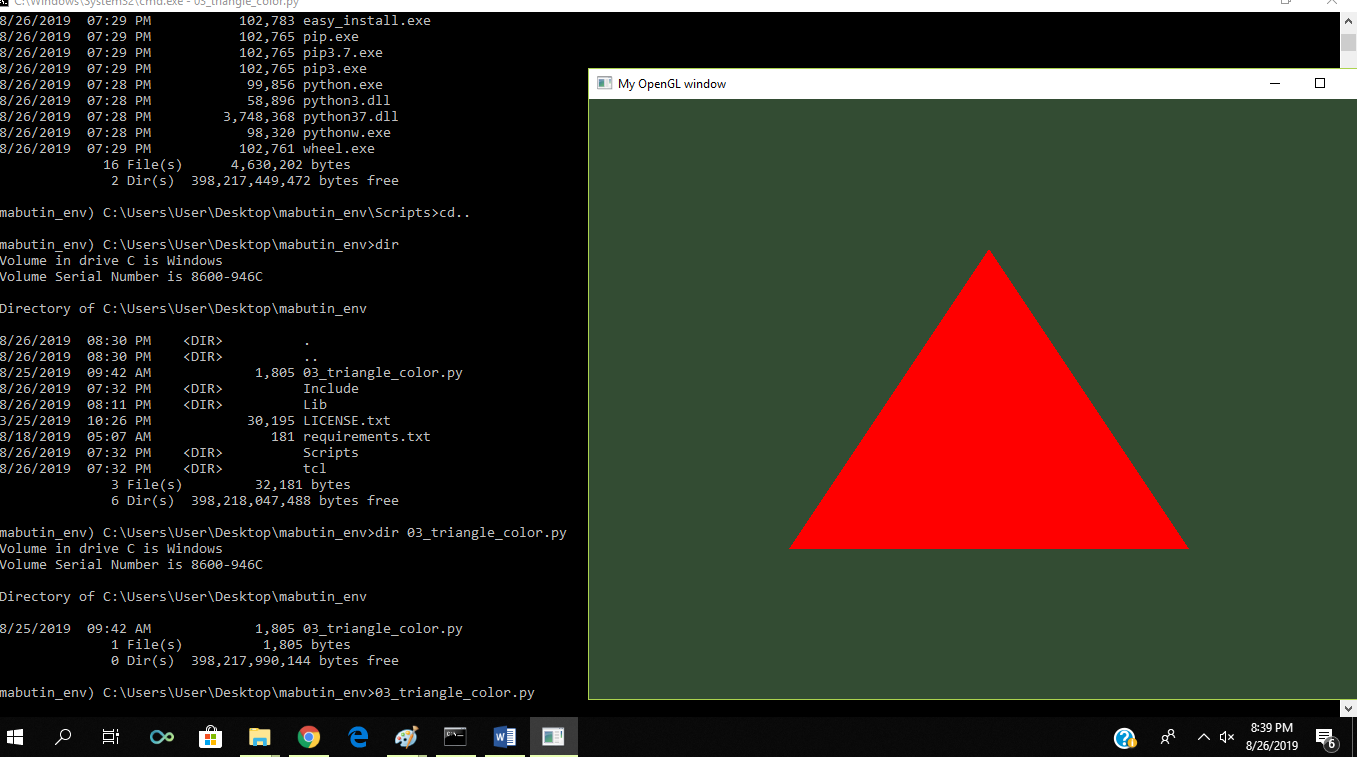 C:\Windows\System32\cmd.exe - 03_triangle_color.py
8/26/2019  07:29 PM           102,783 easy_install.exe
8/26/2019  07:29 PM           102,765 pip.exe
8/26/2019  07:29 PM           102,765 pip3.7.exe
8/26/2019  07:29 PM           102,765 pip3.exe
8/26/2019  07:28 PM            99,856 python.exe
8/26/2019  07:28 PM            58,896 python3.dll
8/26/2019  07:28 PM         3,748,368 python37.dll
8/26/2019  07:28 PM            98,320 pythonw.exe
8/26/2019  07:29 PM           102,761 wheel.exe
16 File(s)      4,630,202 bytes
2 Dir(s)  398,217,449,472 bytes free
mabutin_env) C:\Users\User\Desktop\mabutin_env\Scripts>cd..
mabutin_env) C:\Users\User\Desktop\mabutin_env>dir
Volume in drive C is Windows
Volume Serial Number is 8600-946C
Directory of C:\Users\User\Desktop\mabutin_env
8/26/2019  08:30 PM    <DIR>          .
8/26/2019  08:30 PM    <DIR>          ..
8/25/2019  09:42 AM             1,805 03_triangle_color.py
8/26/2019  07:32 PM    <DIR>          Include
8/26/2019  08:11 PM    <DIR>          Lib
3/25/2019  10:26 PM            30,195 LICENSE.txt
8/18/2019  05:07 AM               181 requirements.txt
8/26/2019  07:32 PM    <DIR>          Scripts
8/26/2019  07:32 PM    <DIR>          tcl
3 File(s)         32,181 bytes
6 Dir(s)  398,218,047,488 bytes free
mabutin_env) C:\Users\User\Desktop\mabutin_env>dir 03_triangle_color.py
Volume in drive C is Windows
Volume Serial Number is 8600-946C
Directory of C:\Users\User\Desktop\mabutin_env
8/25/2019  09:42 AM             1,805 03_triangle_color.py
1 File(s)          1,805 bytes
0 Dir(s)  398,217,990,144 bytes free
mabutin_env) C:\Users\User\Desktop\mabutin_env>03_triangle_color.py
My OpenGL window
8:39 PM
8/26/2019
6